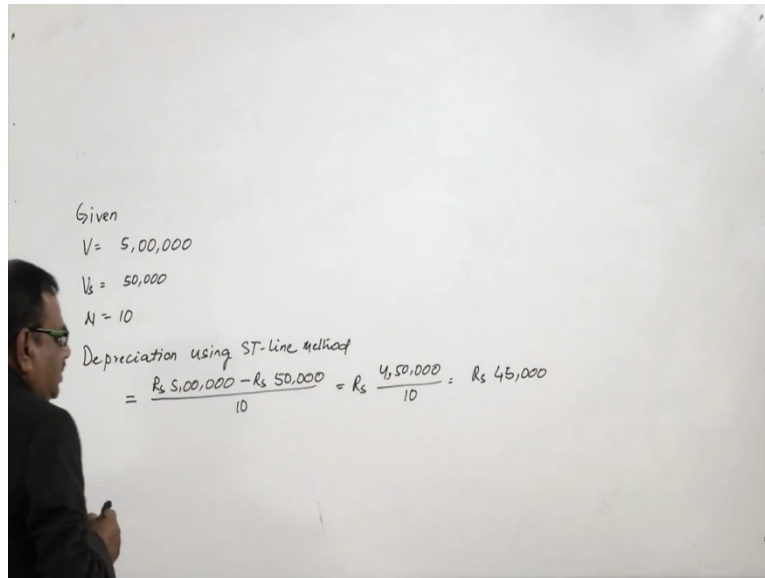 Given
V= 5,00,000
Vs = 50,000
N = 10
Depreciation using ST-Line Method
= Rs 5,00,000 - Rs 50,000 / 10 = Rs 4,50,000 / 10 = Rs 45,000